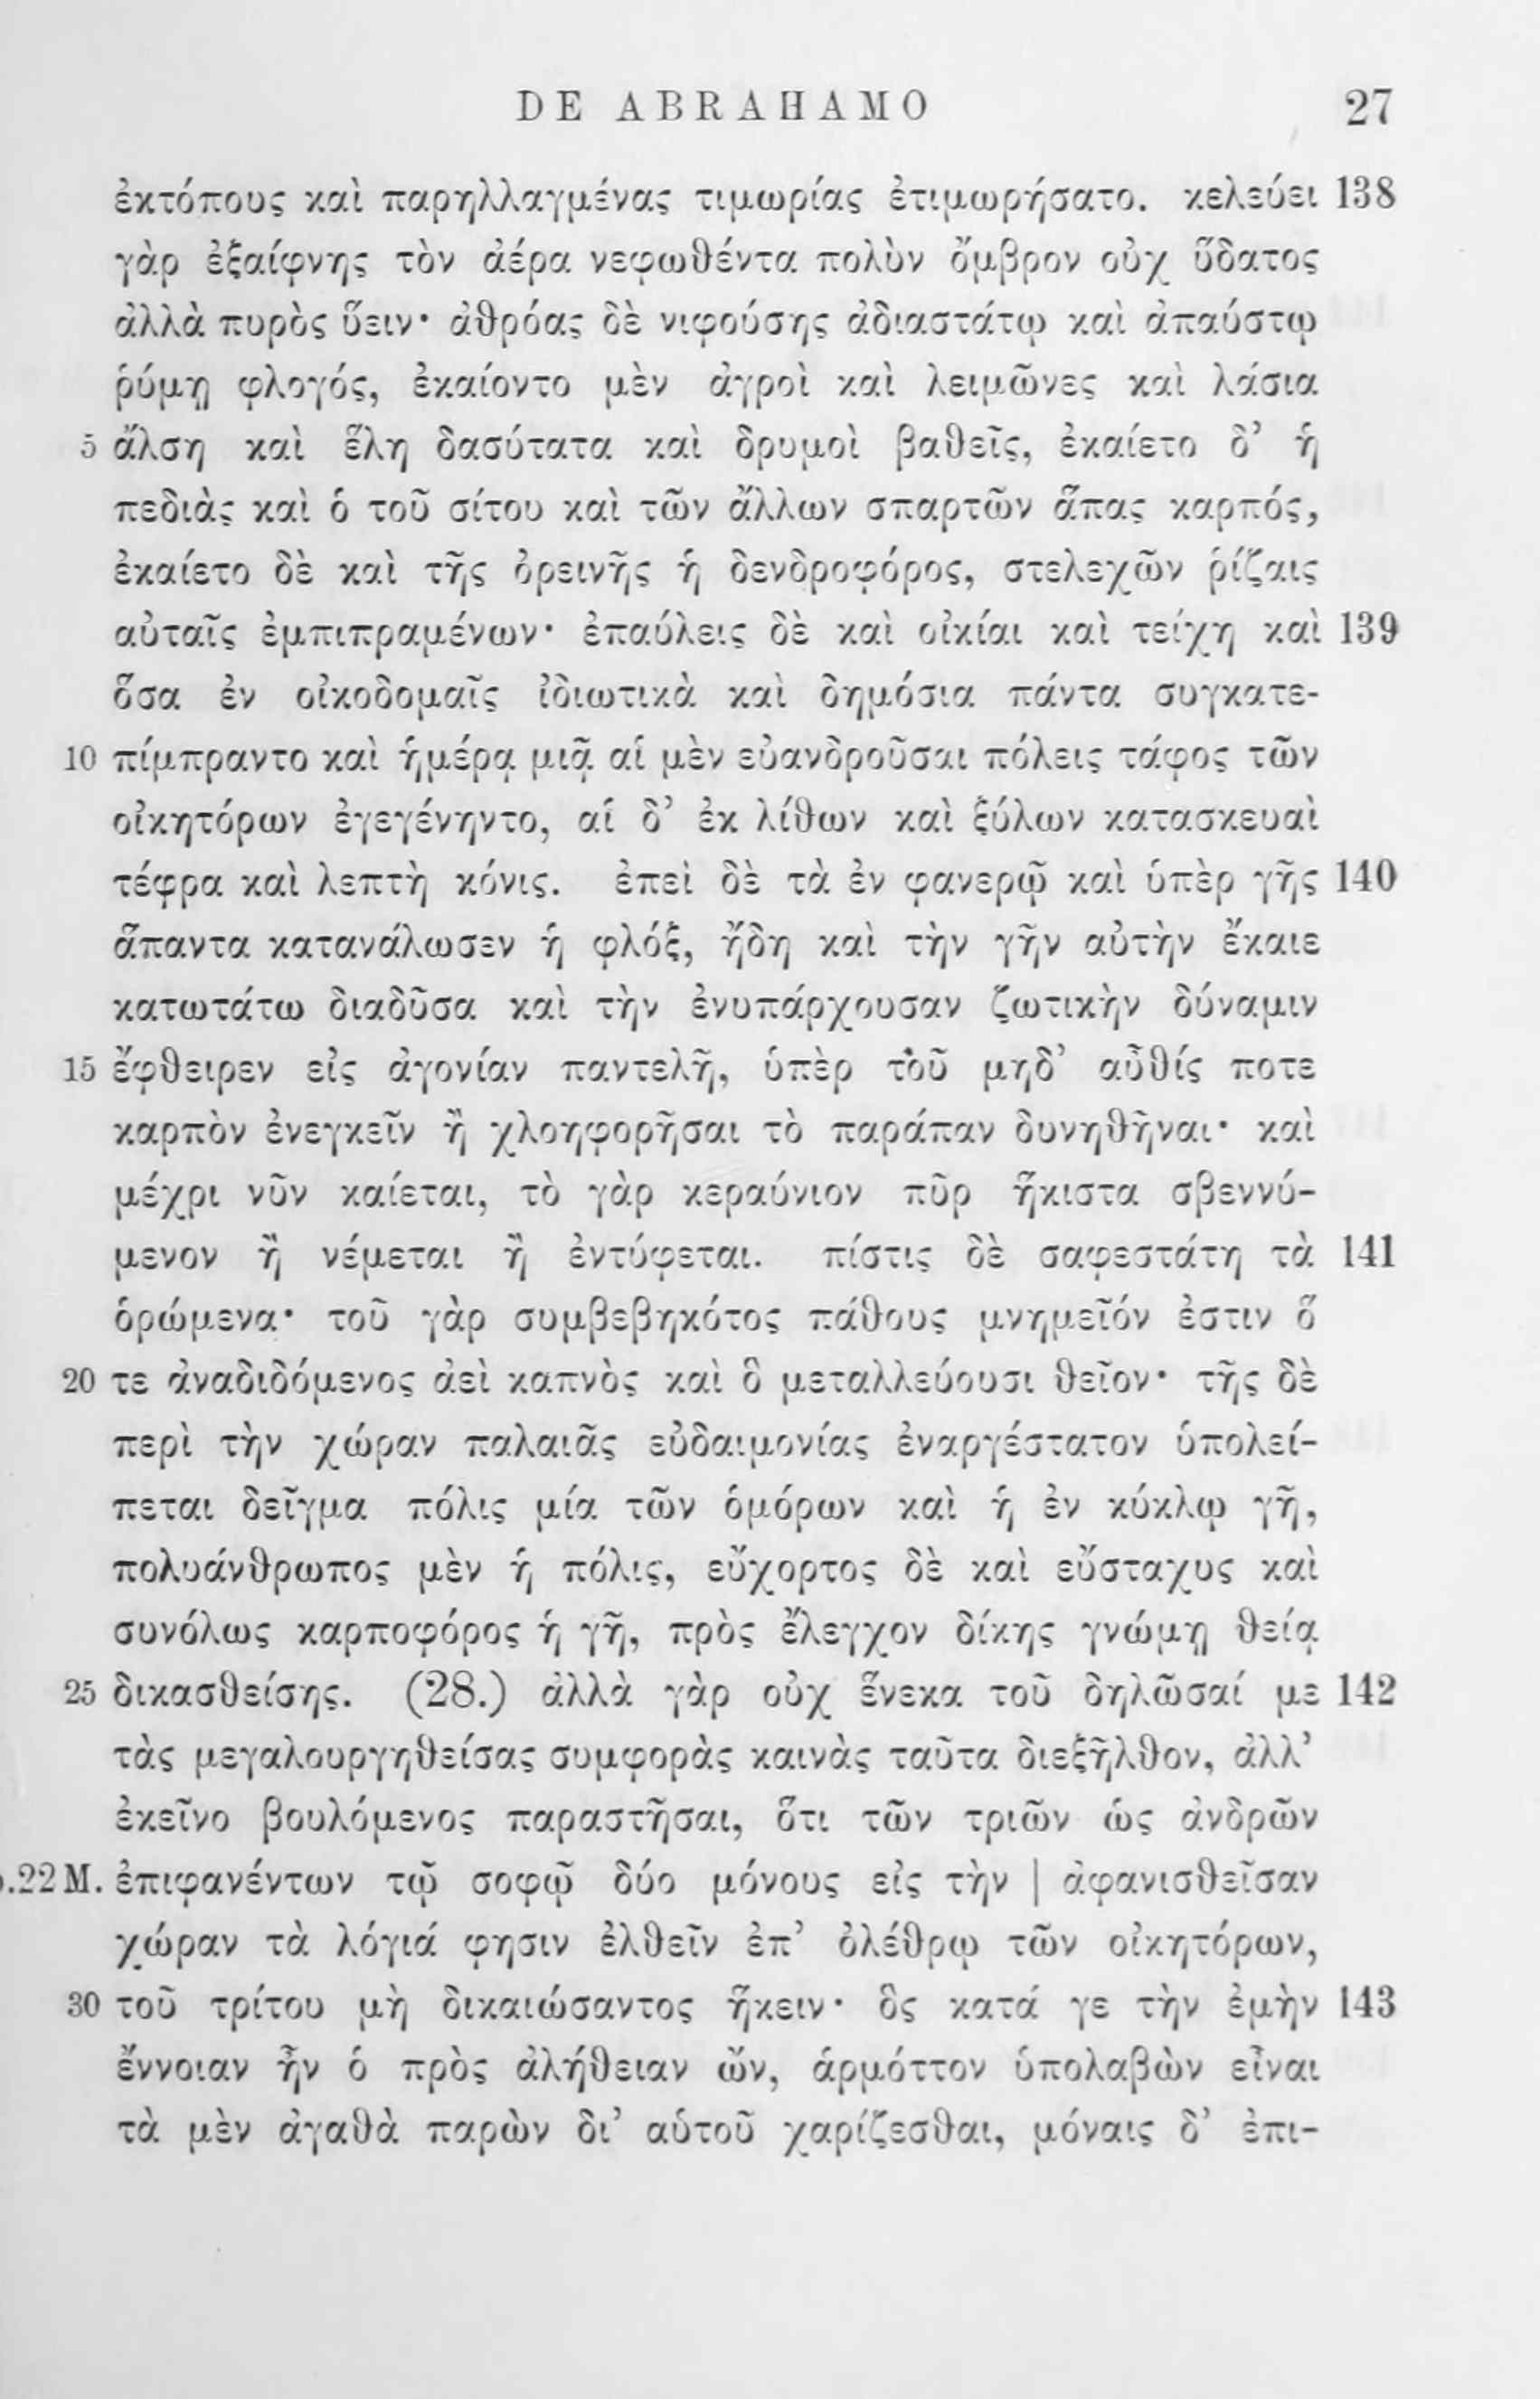 DE ABRAHAMO 27
ἐκτόπους καὶ παρηλλαγμένας τιμωρίας ἐτιμωρήσατο. κελεύει 138
γὰρ ἐξαίφνης τὸν ἀέρα νεφωθέντα πολὺν ὄμβρον οὐχ ὕδατος
ἀλλὰ πυρὸς ὕειν· ἀθρόας δὲ νιφούσης ἀδιαστάτῳ καὶ ἀπαύστῳ
ῥύμῃ φλογός, ἐκαίοντο μὲν ἀγροὶ καὶ λειμῶνες καὶ λάσια
5 ἄλση καὶ ἕλη δασύτατα καὶ δρυμοὶ βαθεῖς, ἐκαίετο δ’ ἡ
πεδιὰς καὶ ὁ τοῦ σίτου καὶ τῶν ἄλλων σπαρτῶν ἅπας καρπός,
ἐκαίετο δὲ καὶ τῆς ὀρεινῆς ἡ δενδροφόρος, στελεχῶν ῥίζαις
αὐταῖς ἐμπιπραμένων· ἐπαύλεις δὲ καὶ οἰκίαι καὶ τείχη καὶ 139
ὅσα ἐν οἰκοδομαῖς ἰδιωτικὰ καὶ δημόσια πάντα συγκατε-
10 πίμπραντο καὶ ἡμέρᾳ μιᾷ αἱ μὲν εὐανδροῦσαι πόλεις τάφος τῶν
οἰκητόρων ἐγεγένηντο, αἱ δ’ ἐκ λίθων καὶ ξύλων κατασκευαὶ
τέφρα καὶ λεπτὴ κόνις. ἐπεὶ δὲ τὰ ἐν φανερῷ καὶ ὑπὲρ γῆς 140
ἅπαντα κατανάλωσεν ἡ φλόξ, ἤδη καὶ τὴν γῆν αὐτὴν ἔκαιε
κατωτάτω διαδῦσα καὶ τὴν ἐνυπάρχουσαν ζωτικὴν δύναμιν
15 ἔφθειρεν εἰς ἀγονίαν παντελῆ, ὑπὲρ τοῦ μηδ’ αὖθίς ποτε
καρπὸν ἐνεγκεῖν ἢ χλοηφορῆσαι τὸ παράπαν δυνηθῆναι· καὶ
μέχρι νῦν καίεται, τὸ γὰρ κεραύνιον πῦρ ἥκιστα σβεννύ-
μενον ἢ νέμεται ἢ ἐντύφεται. πίστις δὲ σαφεστάτη τὰ 141
ὁρώμενα· τοῦ γὰρ συμβεβηκότος πάθους μνημεῖόν ἐστιν ὅ
20 τε ἀναδιδόμενος ἀεὶ καπνὸς καὶ ὃ μεταλλεύουσι θεῖον· τῆς δὲ
περὶ τὴν χώραν παλαιᾶς εὐδαιμονίας ἐναργέστατον ὑπολεί-
πεται δεῖγμα πόλις μία τῶν ὁμόρων καὶ ἡ ἐν κύκλῳ γῆ,
πολυάνθρωπος μὲν ἡ πόλις, εὔχορτος δὲ καὶ εὔσταχυς καὶ
συνόλως καρποφόρος ἡ γῆ, πρὸς ἔλεγχον δίκης γνώμῃ θείᾳ
25 δικασθείσης. (28.) ἀλλὰ γὰρ οὐχ ἕνεκα τοῦ δηλῶσαί με 142
τὰς μεγαλουργηθείσας συμφορὰς καινὰς ταῦτα διεξῆλθον, ἀλλ’
ἐκεῖνο βουλόμενος παραστῆσαι, ὅτι τῶν τριῶν ὡς ἀνδρῶν
.22 M. ἐπιφανέντων τῷ σοφῷ δύο μόνους εἰς τὴν | ἀφανισθεῖσαν
χώραν τὰ λόγιά φησιν ἐλθεῖν ἐπ’ ὀλέθρῳ τῶν οἰκητόρων,
30 τοῦ τρίτου μὴ δικαιώσαντος ἥκειν· ὃς κατά γε τὴν ἐμὴν 143
ἔννοιαν ἦν ὁ πρὸς ἀλήθειαν ὤν, ἁρμόττον ὑπολαβὼν εἶναι
τὰ μὲν ἀγαθὰ παρὼν δι’ αὑτοῦ χαρίζεσθαι, μόναις δ’ ἐπι-